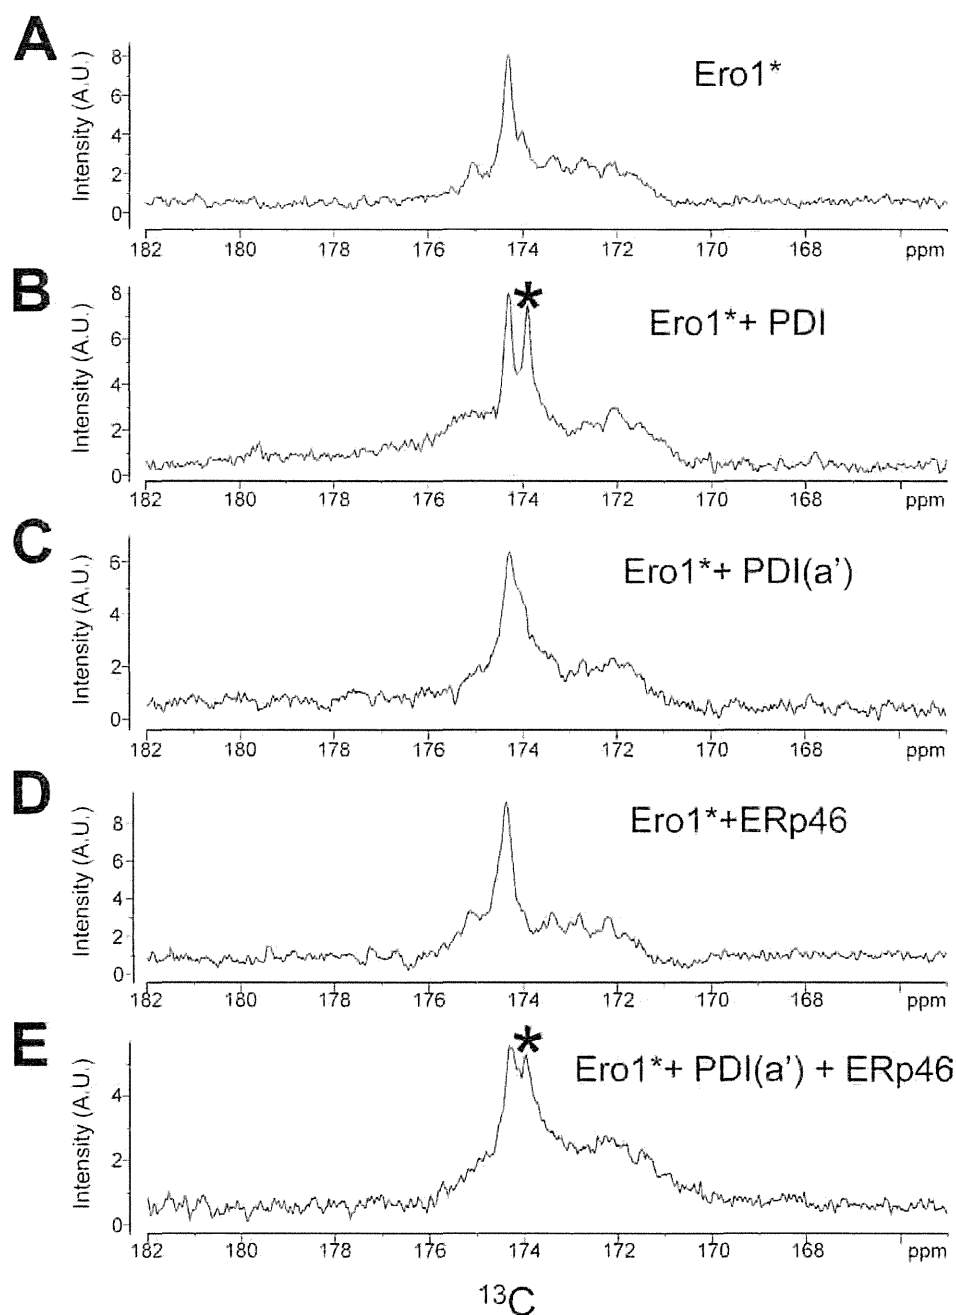 A
Intensity (A.U.)
8
6
4
2
0
Ero1*
182 180 178 176 174 172 170 168 ppm
B
Intensity (A.U.)
8
6
4
2
0
*
Ero1*+ PDI
182 180 178 176 174 172 170 168 ppm
C
Intensity (A.U.)
6
4
2
0
Ero1*+ PDI(a')
182 180 178 176 174 172 170 168 ppm
D
Intensity (A.U.)
8
6
4
2
0
Ero1*+ERp46
182 180 178 176 174 172 170 168 ppm
E
Intensity (A.U.)
4
2
0
*
Ero1*+ PDI(a') + ERp46
182 180 178 176 174 172 170 168 ppm
¹³C